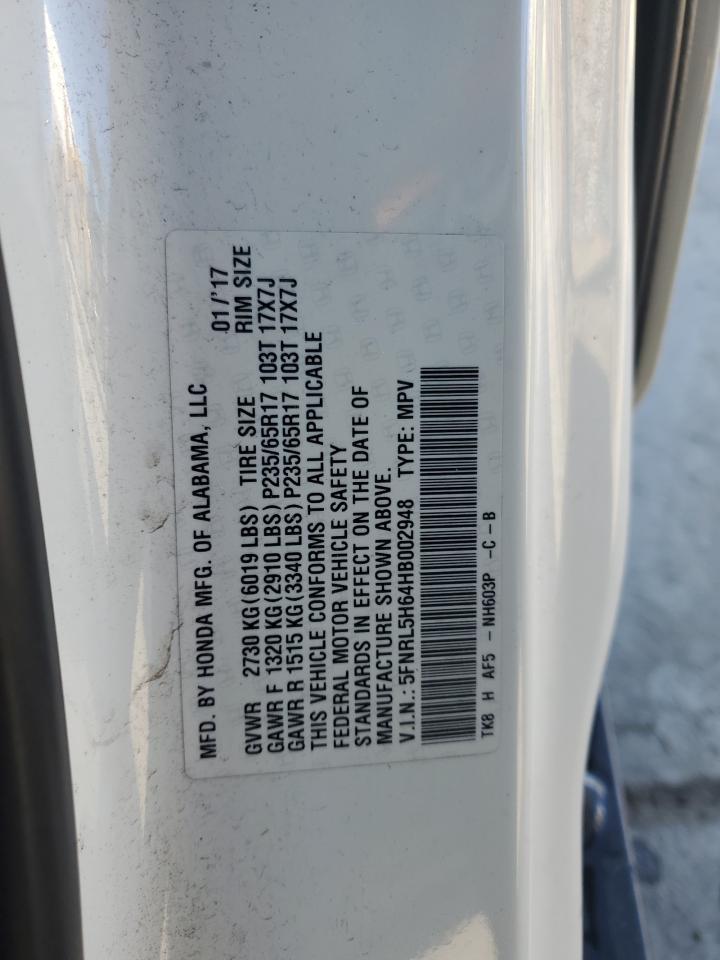 MFD. BY HONDA MFG. OF ALABAMA, LLC 01/'17
GVWR 2730 KG(6019 LBS) TIRE SIZE RIM SIZE
GAWR F 1320 KG(2910 LBS) P235/65R17 103T 17X7J
GAWR R 1515 KG(3340 LBS) P235/65R17 103T 17X7J
THIS VEHICLE CONFORMS TO ALL APPLICABLE
FEDERAL MOTOR VEHICLE SAFETY
STANDARDS IN EFFECT ON THE DATE OF
MANUFACTURE SHOWN ABOVE.
V.I.N.: 5FNRL5H64HB002948 TYPE: MPV
TK8 H AF5 - NH603P -C-B